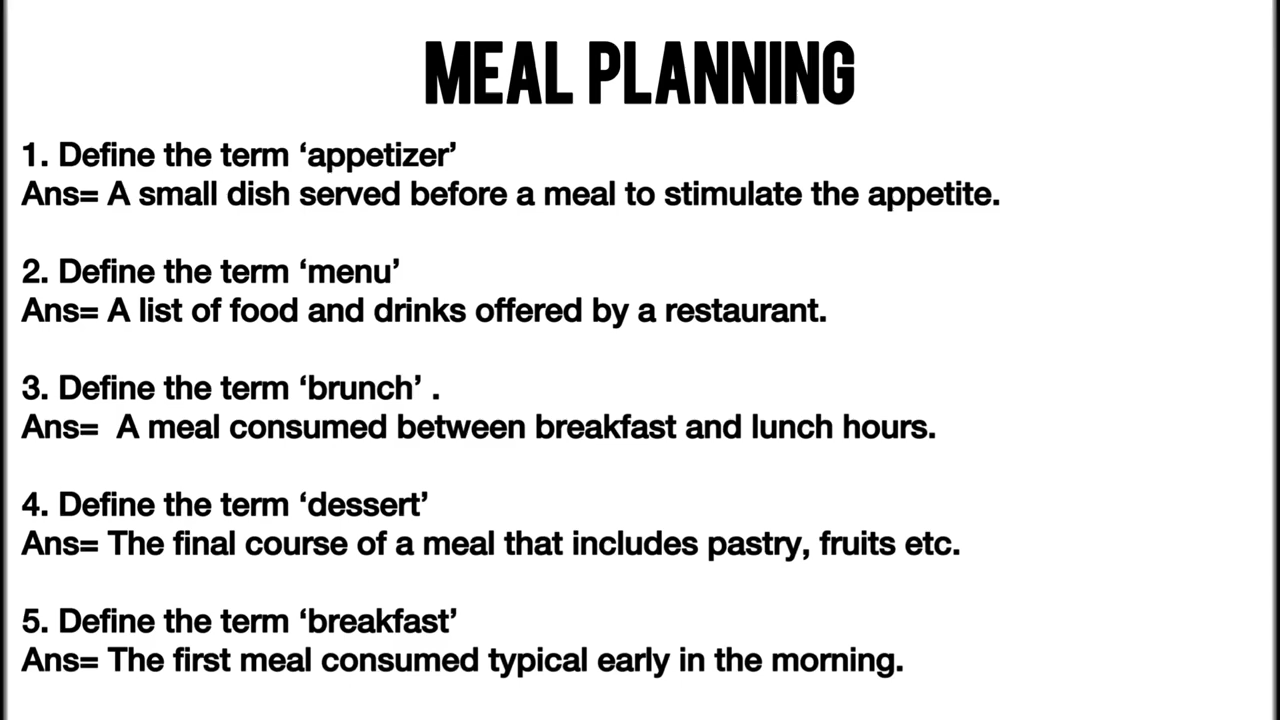 MEAL PLANNING
1. Define the term ‘appetizer’
Ans= A small dish served before a meal to stimulate the appetite.
2. Define the term ‘menu’
Ans= A list of food and drinks offered by a restaurant.
3. Define the term ‘brunch’ .
Ans=  A meal consumed between breakfast and lunch hours.
4. Define the term ‘dessert’
Ans= The final course of a meal that includes pastry, fruits etc.
5. Define the term ‘breakfast’
Ans= The first meal consumed typical early in the morning.